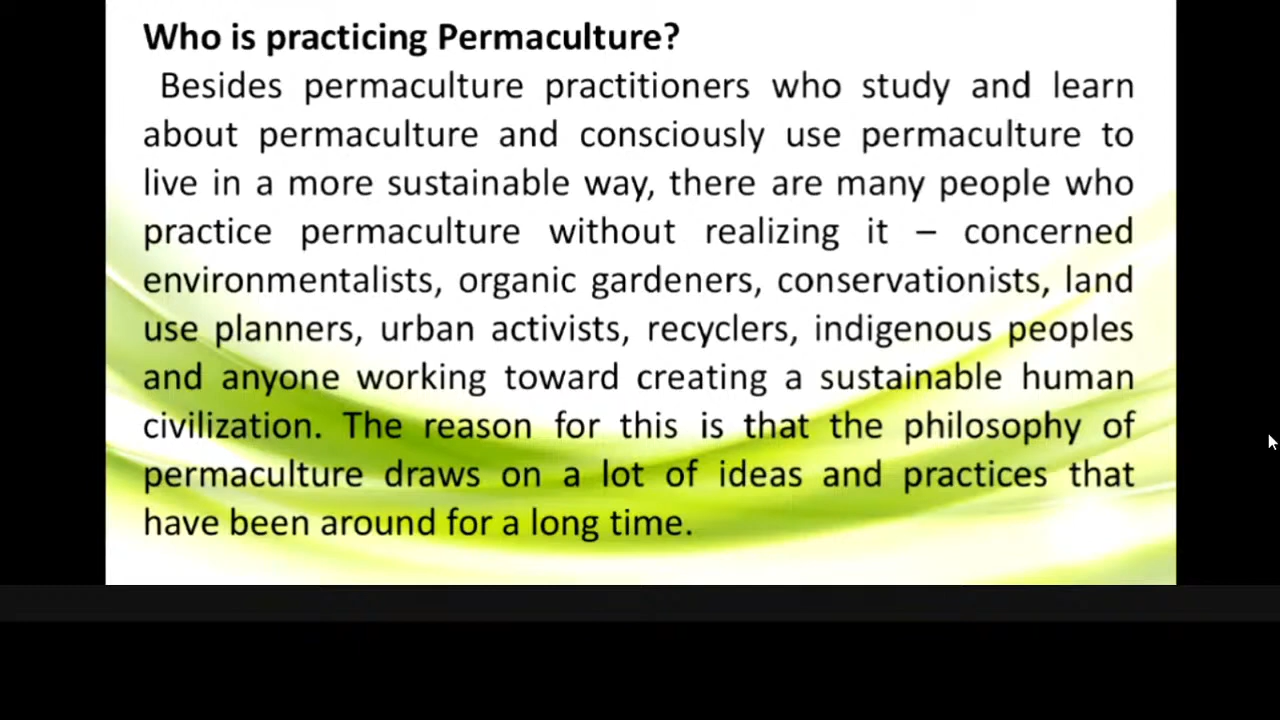 Who is practicing Permaculture?
Besides permaculture practitioners who study and learn
about permaculture and consciously use permaculture to
live in a more sustainable way, there are many people who
practice permaculture without realizing it – concerned
environmentalists, organic gardeners, conservationists, land
use planners, urban activists, recyclers, indigenous peoples
and anyone working toward creating a sustainable human
civilization. The reason for this is that the philosophy of
permaculture draws on a lot of ideas and practices that
have been around for a long time.